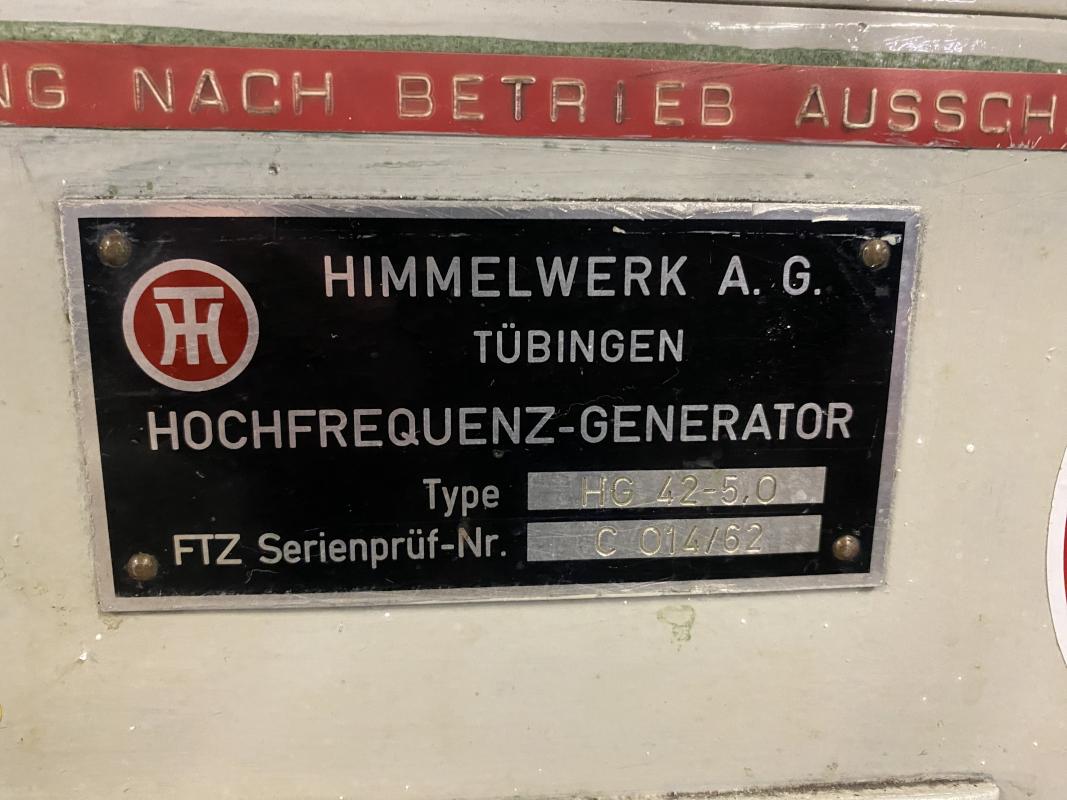 NG NACH BETRIEB AUSSCH
HIMMELWERK A. G.
TÜBINGEN
HOCHFREQUENZ-GENERATOR
Type HG 42-5,0
FTZ Serienprüf-Nr. C 014/62